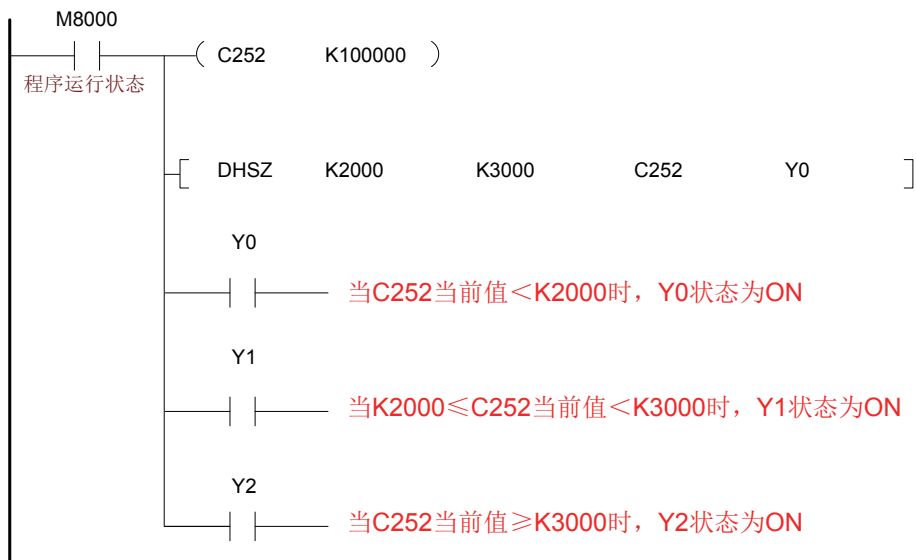 M8000
C252 K100000
程序运行状态
DHSZ K2000 K3000 C252 Y0
Y0
当C252当前值＜K2000时，Y0状态为ON
Y1
当K2000≤C252当前值＜K3000时，Y1状态为ON
Y2
当C252当前值≥K3000时，Y2状态为ON